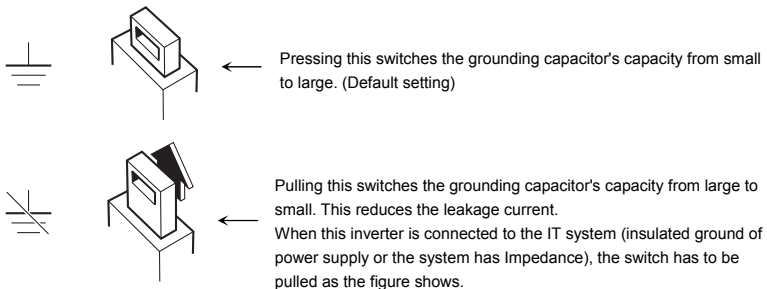 Pressing this switches the grounding capacitor's capacity from small
to large. (Default setting)
Pulling this switches the grounding capacitor's capacity from large to
small. This reduces the leakage current.
When this inverter is connected to the IT system (insulated ground of
power supply or the system has Impedance), the switch has to be
pulled as the figure shows.